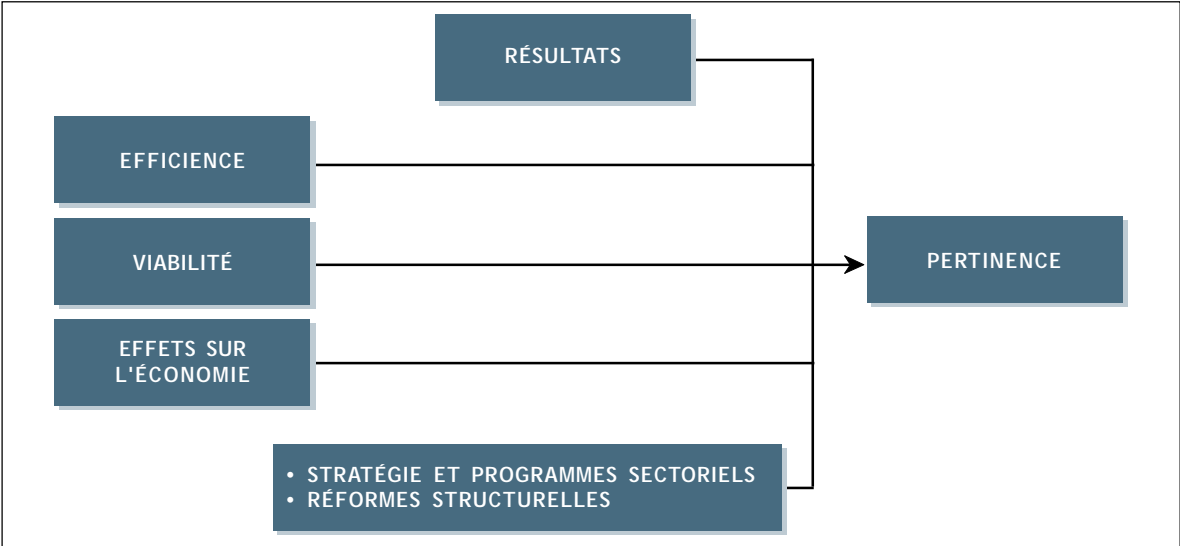 RÉSULTATS
EFFICIENCE
VIABILITÉ
PERTINENCE
EFFETS SUR
L'ÉCONOMIE
• STRATÉGIE ET PROGRAMMES SECTORIELS
• RÉFORMES STRUCTURELLES